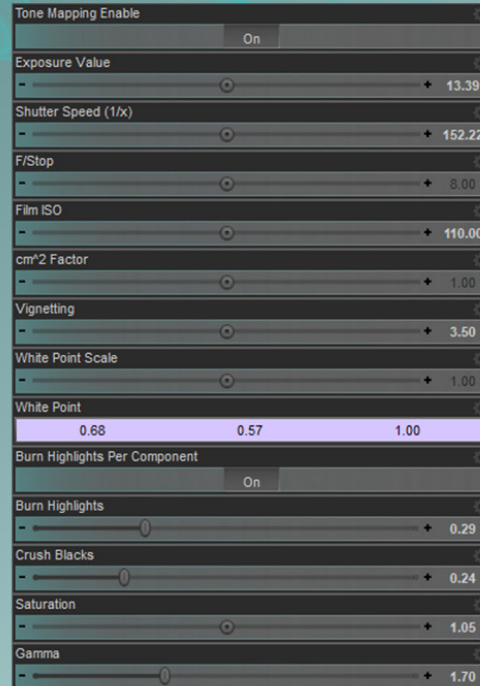 Tone Mapping Enable
On
Exposure Value
- + 13.39
Shutter Speed (1/x)
- + 152.22
F/Stop
- + 8.00
Film ISO
- + 110.00
cm^2 Factor
- + 1.00
Vignetting
- + 3.50
White Point Scale
- + 1.00
White Point
0.68 0.57 1.00
Burn Highlights Per Component
On
Burn Highlights
- + 0.29
Crush Blacks
- + 0.24
Saturation
- + 1.05
Gamma
- + 1.70